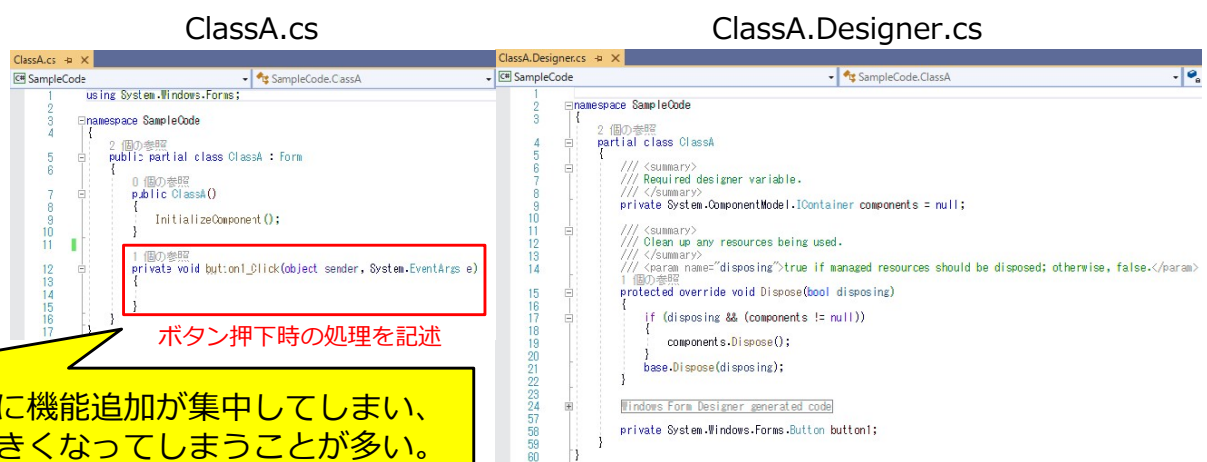 ClassA.cs
ClassA.cs
SampleCode
SampleCode.ClassA
1
2
3
4
5
6
7
8
9
10
11
12
13
14
15
16
17
using System.Windows.Forms;
namespace SampleCode
{
2 個の参照
public partial class ClassA : Form
{
0 個の参照
public ClassA()
{
InitializeComponent();
}
1 個の参照
private void button1_Click(object sender, System.EventArgs e)
{
}
}
}
ボタン押下時の処理を記述
に機能追加が集中してしまい、
きくなってしまうことが多い。
ClassA.Designer.cs
ClassA.Designer.cs
SampleCode
SampleCode.ClassA
1
2 namespace SampleCode
3 {
2 個の参照
4 partial class ClassA
5 {
6 /// <summary>
7 /// Required designer variable.
8 /// </summary>
9 private System.ComponentModel.IContainer components = null;
10
11 /// <summary>
12 /// Clean up any resources being used.
13 /// </summary>
14 /// <param name="disposing">true if managed resources should be disposed; otherwise, false.</param>
1 個の参照
15 protected override void Dispose(bool disposing)
16 {
17 if (disposing && (components != null))
18 {
19 components.Dispose();
20 }
21 base.Dispose(disposing);
22 }
23
24 Windows Form Designer generated code
57
58 private System.Windows.Forms.Button button1;
59 }
60 }